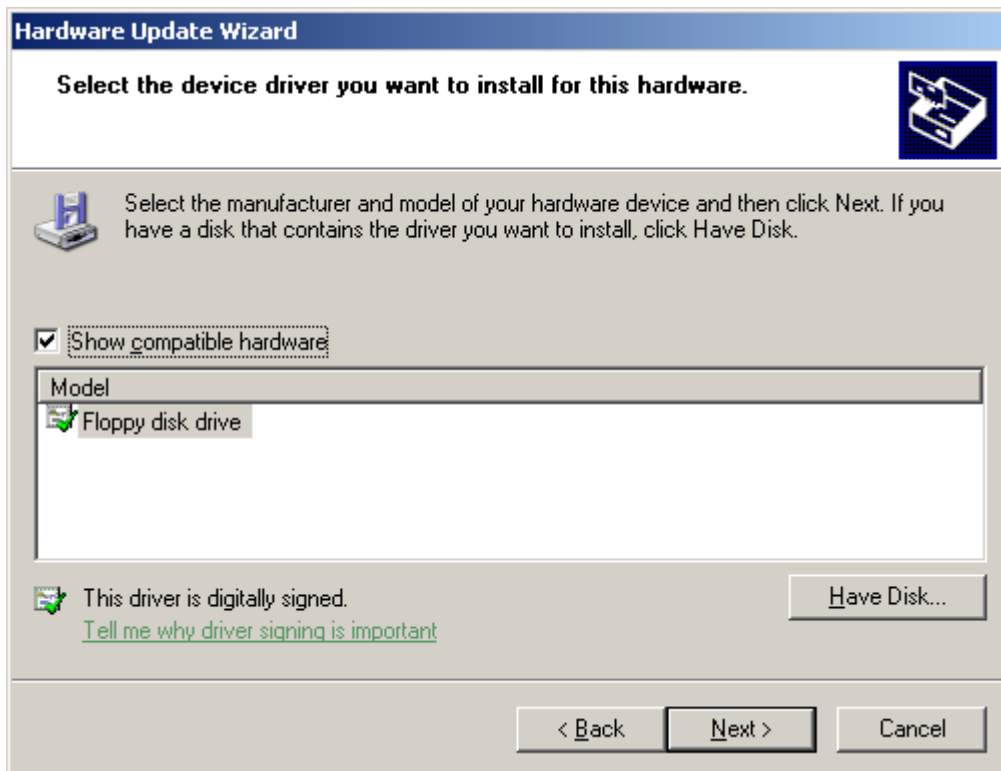 Hardware Update Wizard
Select the device driver you want to install for this hardware.
Select the manufacturer and model of your hardware device and then click Next. If you
have a disk that contains the driver you want to install, click Have Disk.
Show compatible hardware
Model
Floppy disk drive
This driver is digitally signed.
Have Disk...
Tell me why driver signing is important
< Back
Next >
Cancel